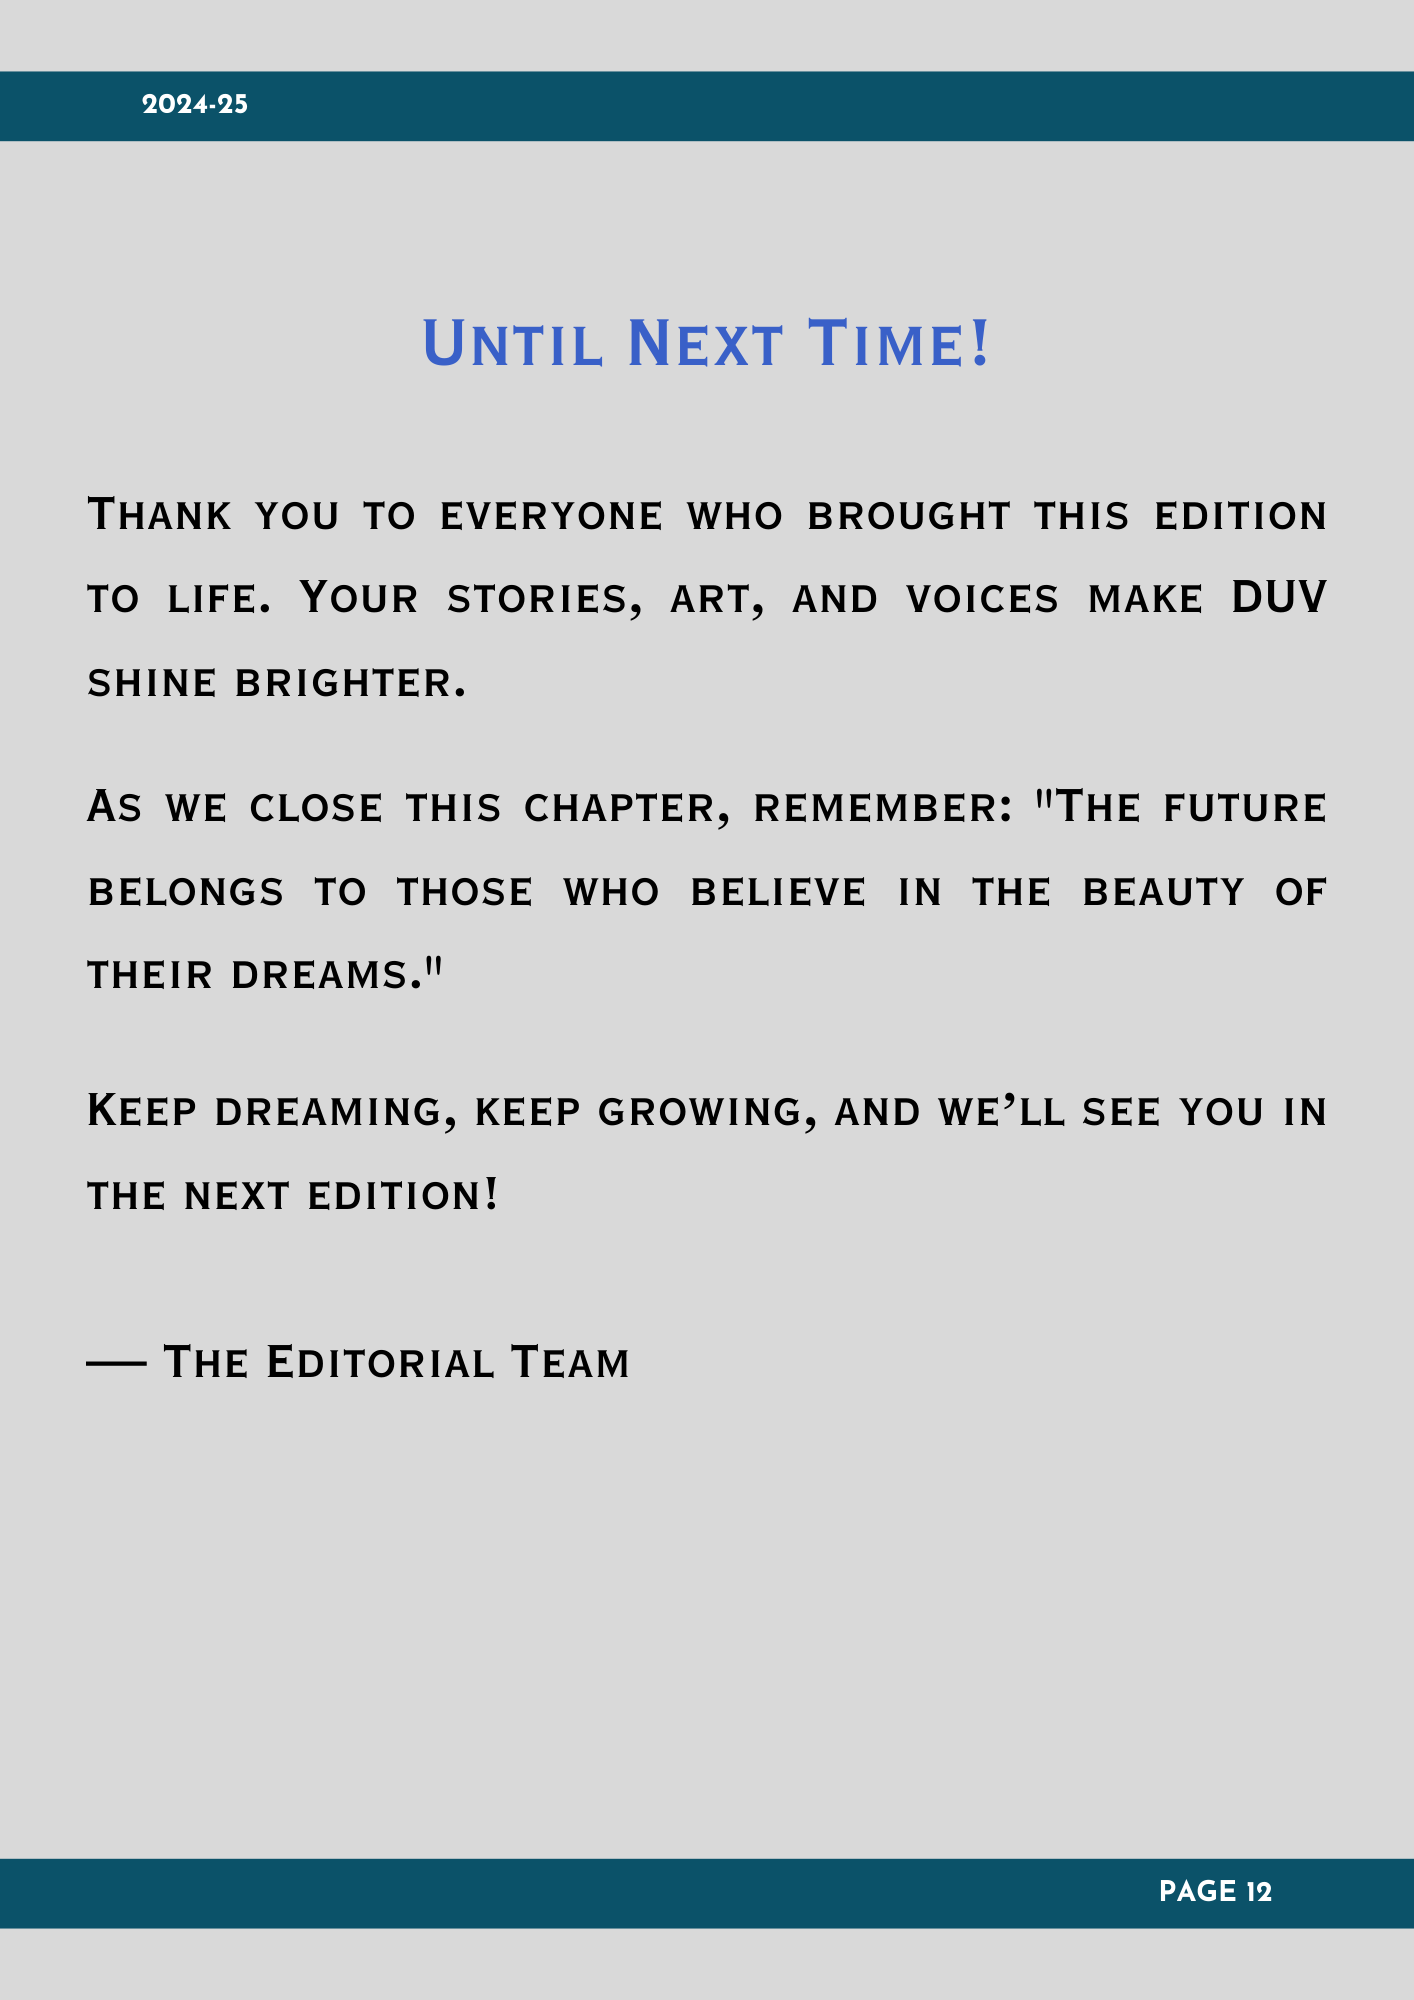 2024-25
Until Next Time!
Thank you to everyone who brought this edition
to life. Your stories, art, and voices make DUV
shine brighter.
As we close this chapter, remember: "The future
belongs to those who believe in the beauty of
their dreams."
Keep dreaming, keep growing, and we’ll see you in
the next edition!
— The Editorial Team
PAGE 12